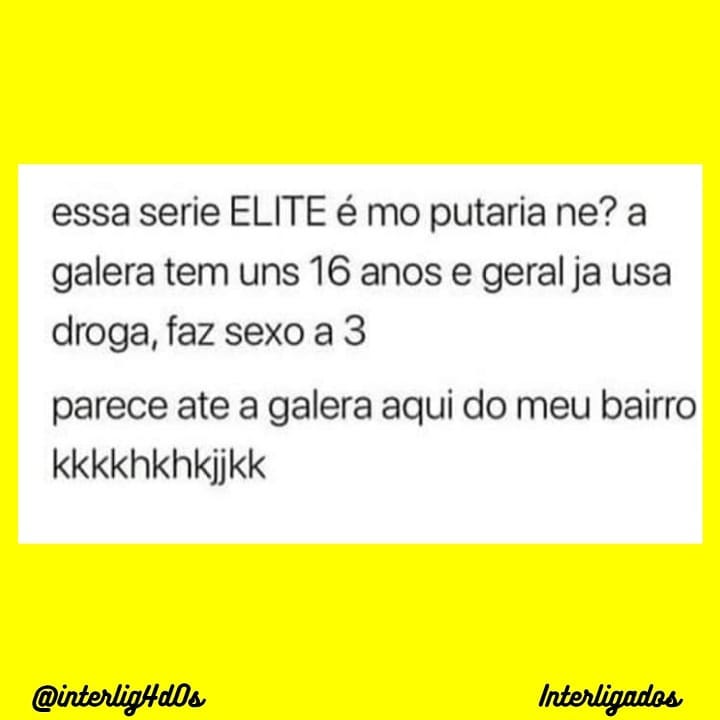 essa serie ELITE é mo putaria ne? a
galera tem uns 16 anos e geral ja usa
droga, faz sexo a 3
parece ate a galera aqui do meu bairro
kkkkhkhkjjkk
@interlig4d0s
Interligados